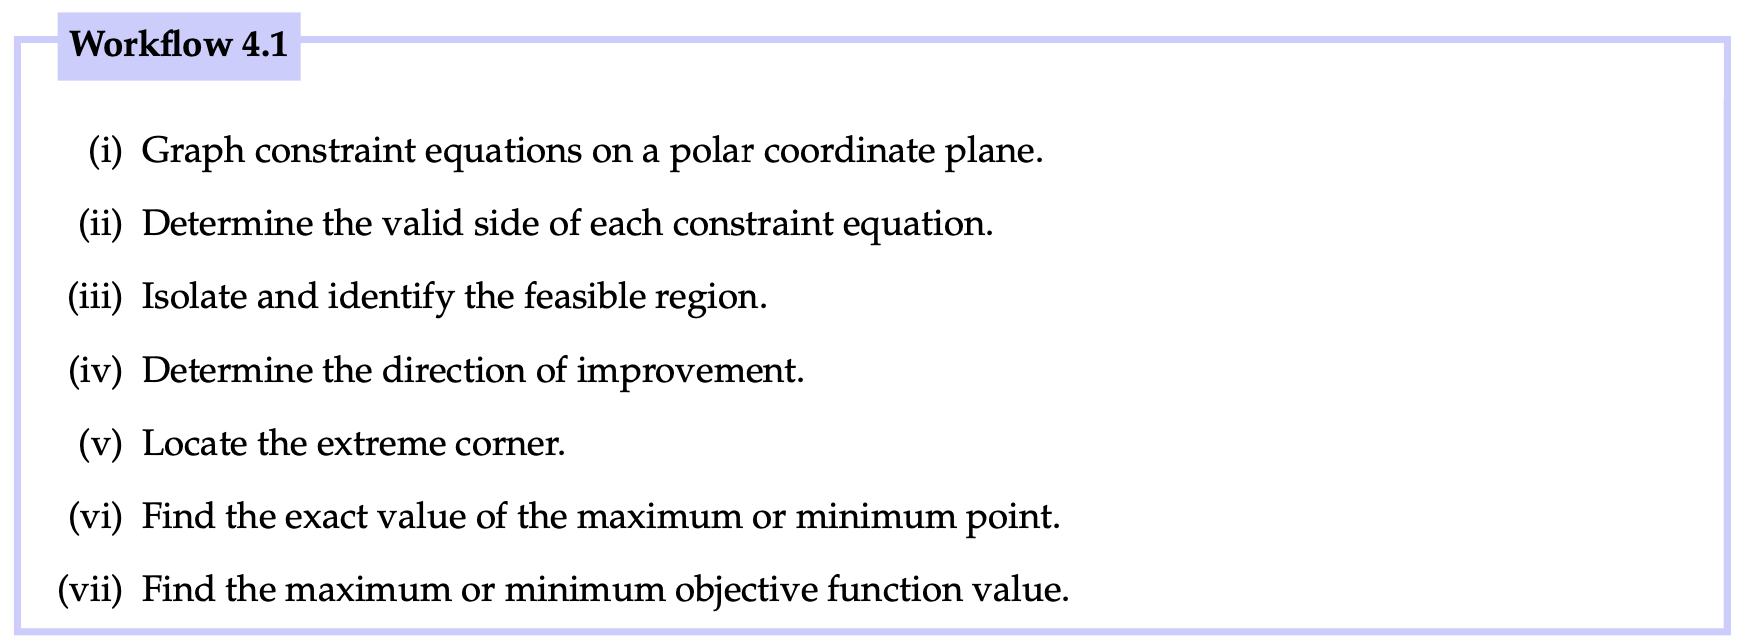 Workflow 4.1
(i) Graph constraint equations on a polar coordinate plane.
(ii) Determine the valid side of each constraint equation.
(iii) Isolate and identify the feasible region.
(iv) Determine the direction of improvement.
(v) Locate the extreme corner.
(vi) Find the exact value of the maximum or minimum point.
(vii) Find the maximum or minimum objective function value.